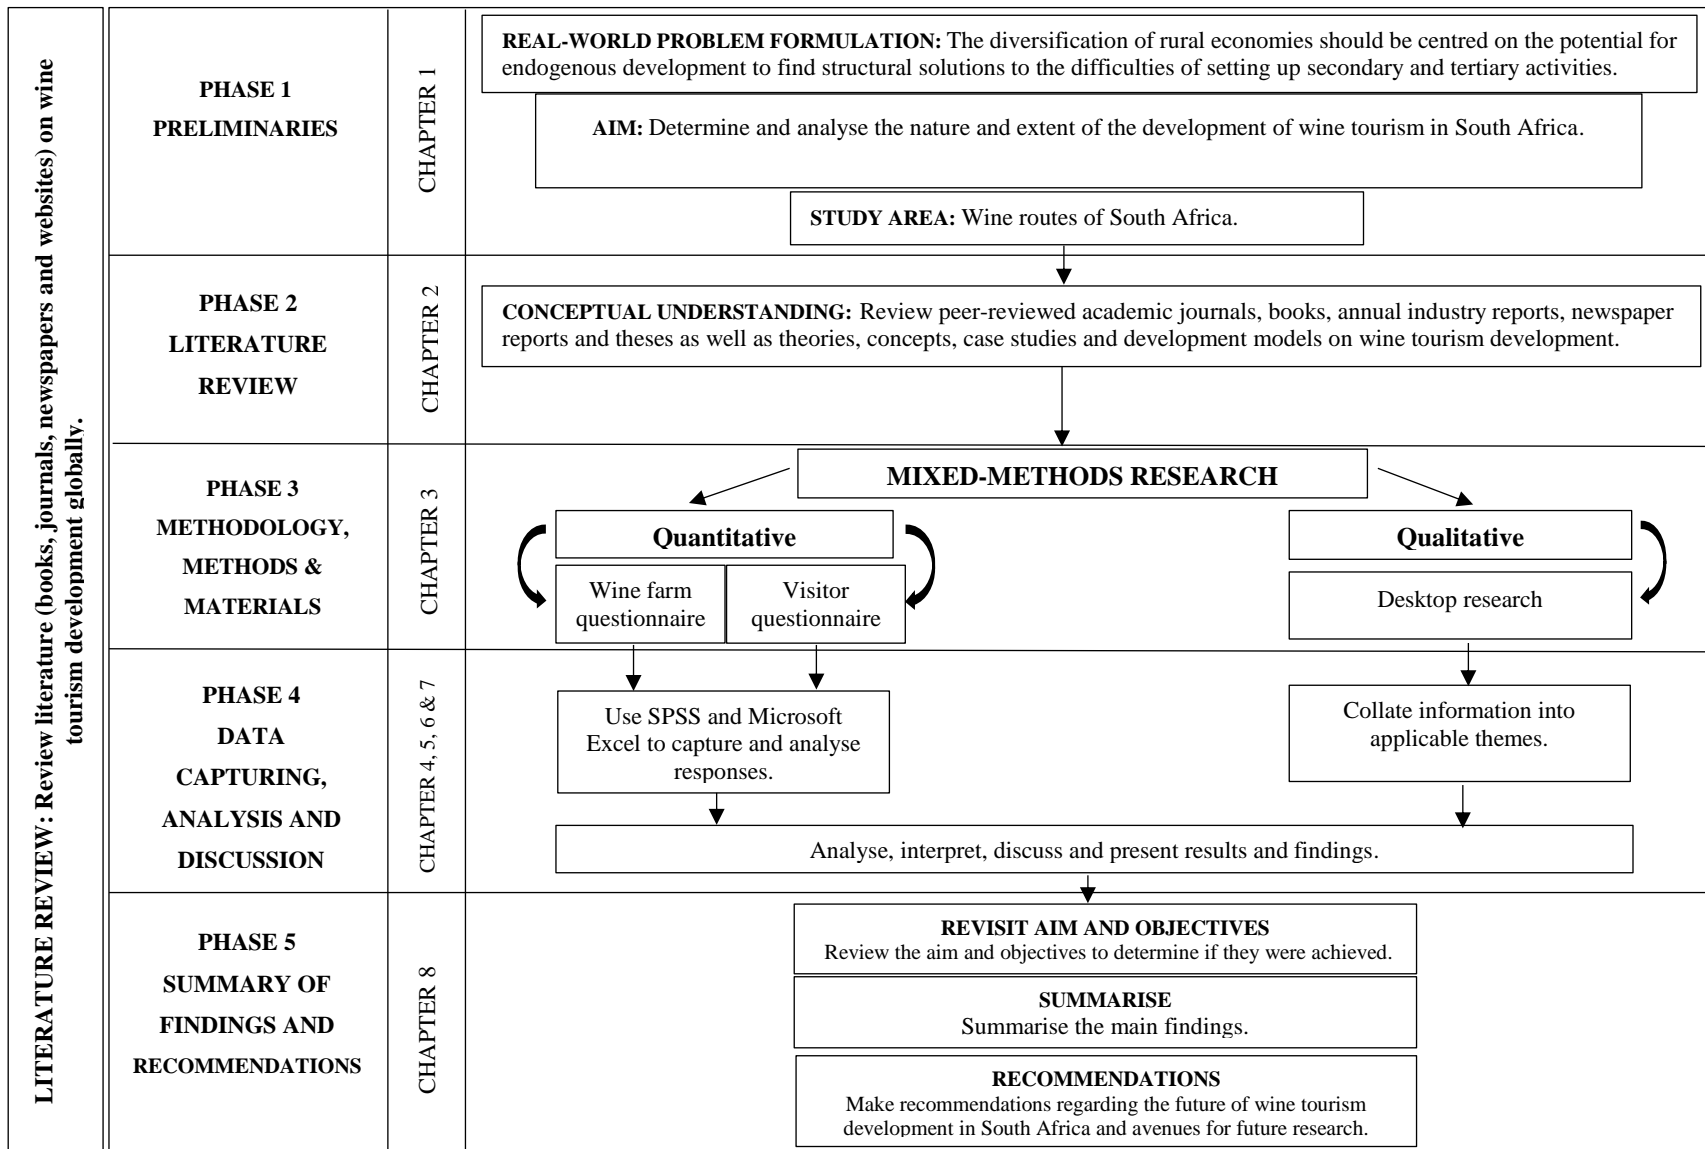 LITERATURE REVIEW: Review literature (books, journals, newspapers and websites) on wine
tourism development globally.
PHASE 1
PRELIMINARIES
CHAPTER 1
REAL-WORLD PROBLEM FORMULATION: The diversification of rural economies should be centred on the potential for
endogenous development to find structural solutions to the difficulties of setting up secondary and tertiary activities.
AIM: Determine and analyse the nature and extent of the development of wine tourism in South Africa.
STUDY AREA: Wine routes of South Africa.
PHASE 2
LITERATURE
REVIEW
CHAPTER 2
CONCEPTUAL UNDERSTANDING: Review peer-reviewed academic journals, books, annual industry reports, newspaper
reports and theses as well as theories, concepts, case studies and development models on wine tourism development.
PHASE 3
METHODOLOGY,
METHODS &
MATERIALS
CHAPTER 3
MIXED-METHODS RESEARCH
Quantitative
Wine farm
questionnaire
Visitor
questionnaire
Qualitative
Desktop research
PHASE 4
DATA
CAPTURING,
ANALYSIS AND
DISCUSSION
CHAPTER 4, 5, 6 & 7
Use SPSS and Microsoft
Excel to capture and analyse
responses.
Collate information into
applicable themes.
Analyse, interpret, discuss and present results and findings.
PHASE 5
SUMMARY OF
FINDINGS AND
RECOMMENDATIONS
CHAPTER 8
REVISIT AIM AND OBJECTIVES
Review the aim and objectives to determine if they were achieved.
SUMMARISE
Summarise the main findings.
RECOMMENDATIONS
Make recommendations regarding the future of wine tourism
development in South Africa and avenues for future research.